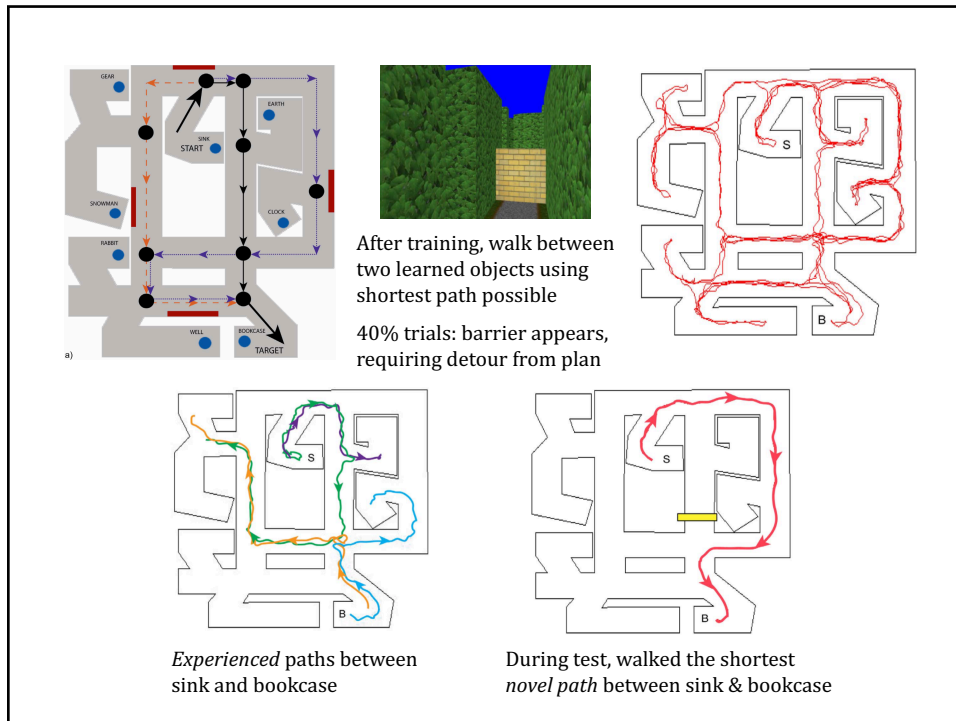 GEAR
EARTH
SINK
START
SNOWMAN
CLOCK
RABBIT
WELL
BOOKCASE
TARGET
a)
S
B
After training, walk between
two learned objects using
shortest path possible
40% trials: barrier appears,
requiring detour from plan
S
B
S
B
Experienced paths between
sink and bookcase
During test, walked the shortest
novel path between sink & bookcase